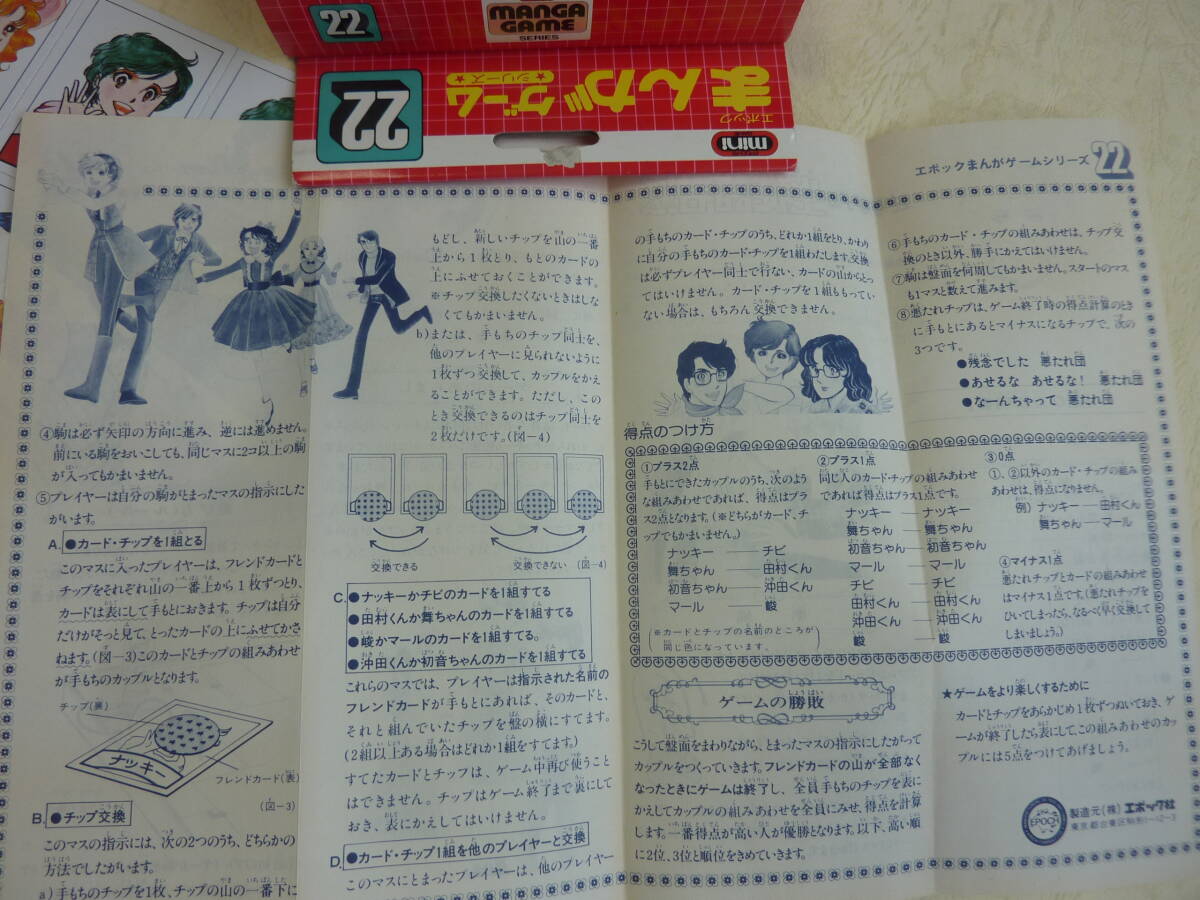 22
MANGA
GAME
SERIES
エポック
まんがゲーム
★シリーズ★
22
mini
④駒は必ず矢印の方向に進み、逆には進めません。
前にいる駒をおいこしても、同じマスに2コ以上の駒
が入ってもかまいません。
⑤プレイヤーは自分の駒がとまったマスの指示にした
がいます。
A. ●カード・チップを1組とる
このマスに入ったプレイヤーは、フレンドカードと
チップをそれぞれ山の一番上から1枚ずつとり、
カードは表にして手もとにおきます。チップは自分
だけがそっと見て、とったカードの上にふせてかさ
ねます。(図—3)このカードとチップの組みあわせ
が手もちのカップルとなります。
チップ(裏)
ナッキー
フレンドカード(表)
(図—3)
B. ●チップ交換
このマスの指示には、次の2つのうち、どちらかの
方法でしたがいます。
a)手もちのチップを1枚、チップの山の一番下に
もどし、新しいチップを山の一番
上から1枚とり、もとのカードの
上にふせておくことができます。
※チップ交換したくないときはしな
くてもかまいません。
b)または、手もちのチップ同士を、
他のプレイヤーに見られないように
1枚ずつ交換して、カップルをかえ
ることができます。ただし、この
とき交換できるのはチップ同士を
2枚だけです。(図—4)
交換できる
交換できない
(図—4)
C. ●ナッキーかチビのカードを1組すてる
●田村くんか舞ちゃんのカードを1組すてる
●峻かマールのカードを1組すてる。
●沖田くんか初音ちゃんのカードを1組すてる
これらのマスでは、プレイヤーは指示された名前の
フレンドカードが手もとにあれば、そのカードと、
それと組んでいたチップを盤の横にすてます。
(2組以上ある場合はどれか1組をすてます。)
すてたカードとチップは、ゲーム中再び使うこと
はできません。チップはゲーム終了まで裏にして
おき、表にかえしてはいけません。
D. ●カード・チップ1組を他のプレイヤーと交換
このマスにとまったプレイヤーは、他のプレイヤー
の手もちのカード・チップのうち、どれか1組をとり、かわり
に自分の手もちのカード・チップを1組わたします。交換
は必ずプレイヤー同士で行ない、カードの山からとっ
てはいけません。カード・チップを1組ももってい
ない場合は、もちろん交換できません。
得点のつけ方
①プラス2点
手もとにできたカップルのうち、次のよう
な組みあわせであれば、得点はプラ
ス2点となります。(※どちらがカード、チ
ップでもかまいません。)
ナッキー——チビ
舞ちゃん——田村くん
初音ちゃん——沖田くん
マール——峻
(※カードとチップの名前のところが
同じ色になっています。)
②プラス1点
同じ人のカード・チップの組みあわせ
であれば得点はプラス1点です。
ナッキー——ナッキー
舞ちゃん——舞ちゃん
初音ちゃん——初音ちゃん
マール——マール
チビ——チビ
田村くん——田村くん
沖田くん——沖田くん
峻——峻
③0点
①、②以外のカード・チップの組み
あわせは、得点になりません。
例)ナッキー——田村くん
舞ちゃん——マール
④マイナス1点
悪たれチップとカードの組みあわせ
はマイナス1点です。(悪たれチップを
ひいてしまったら、なるべく早く交換して
しまいましょう。)
ゲームの勝敗
こうして盤面をまわりながら、とまったマスの指示にしたがって
カップルをつくっていきます。フレンドカードの山が全部なく
なったときにゲームは終了し、全員手もちのチップを表に
かえしてカップルの組みあわせを全員にみせ、得点を計算
します。一番得点が高い人が優勝となります。以下、高い順
に2位、3位と順位をきめていきます。
エポックまんがゲームシリーズ 22
⑥手もちのカード・チップの組みあわせは、チップ交
換のとき以外、勝手にかえてはいけません。
⑦駒は盤面を何周してもかまいません。スタートのマス
も1マスと数えて進みます。
⑧悪たれチップは、ゲーム終了時の得点計算のとき
に手もとにあるとマイナスになるチップで、次の
3つです。
●残念でした 悪たれ団
●あせるな あせるな! 悪たれ団
●なーんちゃって 悪たれ団
★ゲームをより楽しくするために
カードとチップをあらかじめ1枚ずつぬいておき、ゲ
ームが終了したら表にして、この組みあわせのカッ
プルには5点をつけてあげましょう。
EPOCH
製造元(株)エポック社
東京都台東区駒形1-12-3